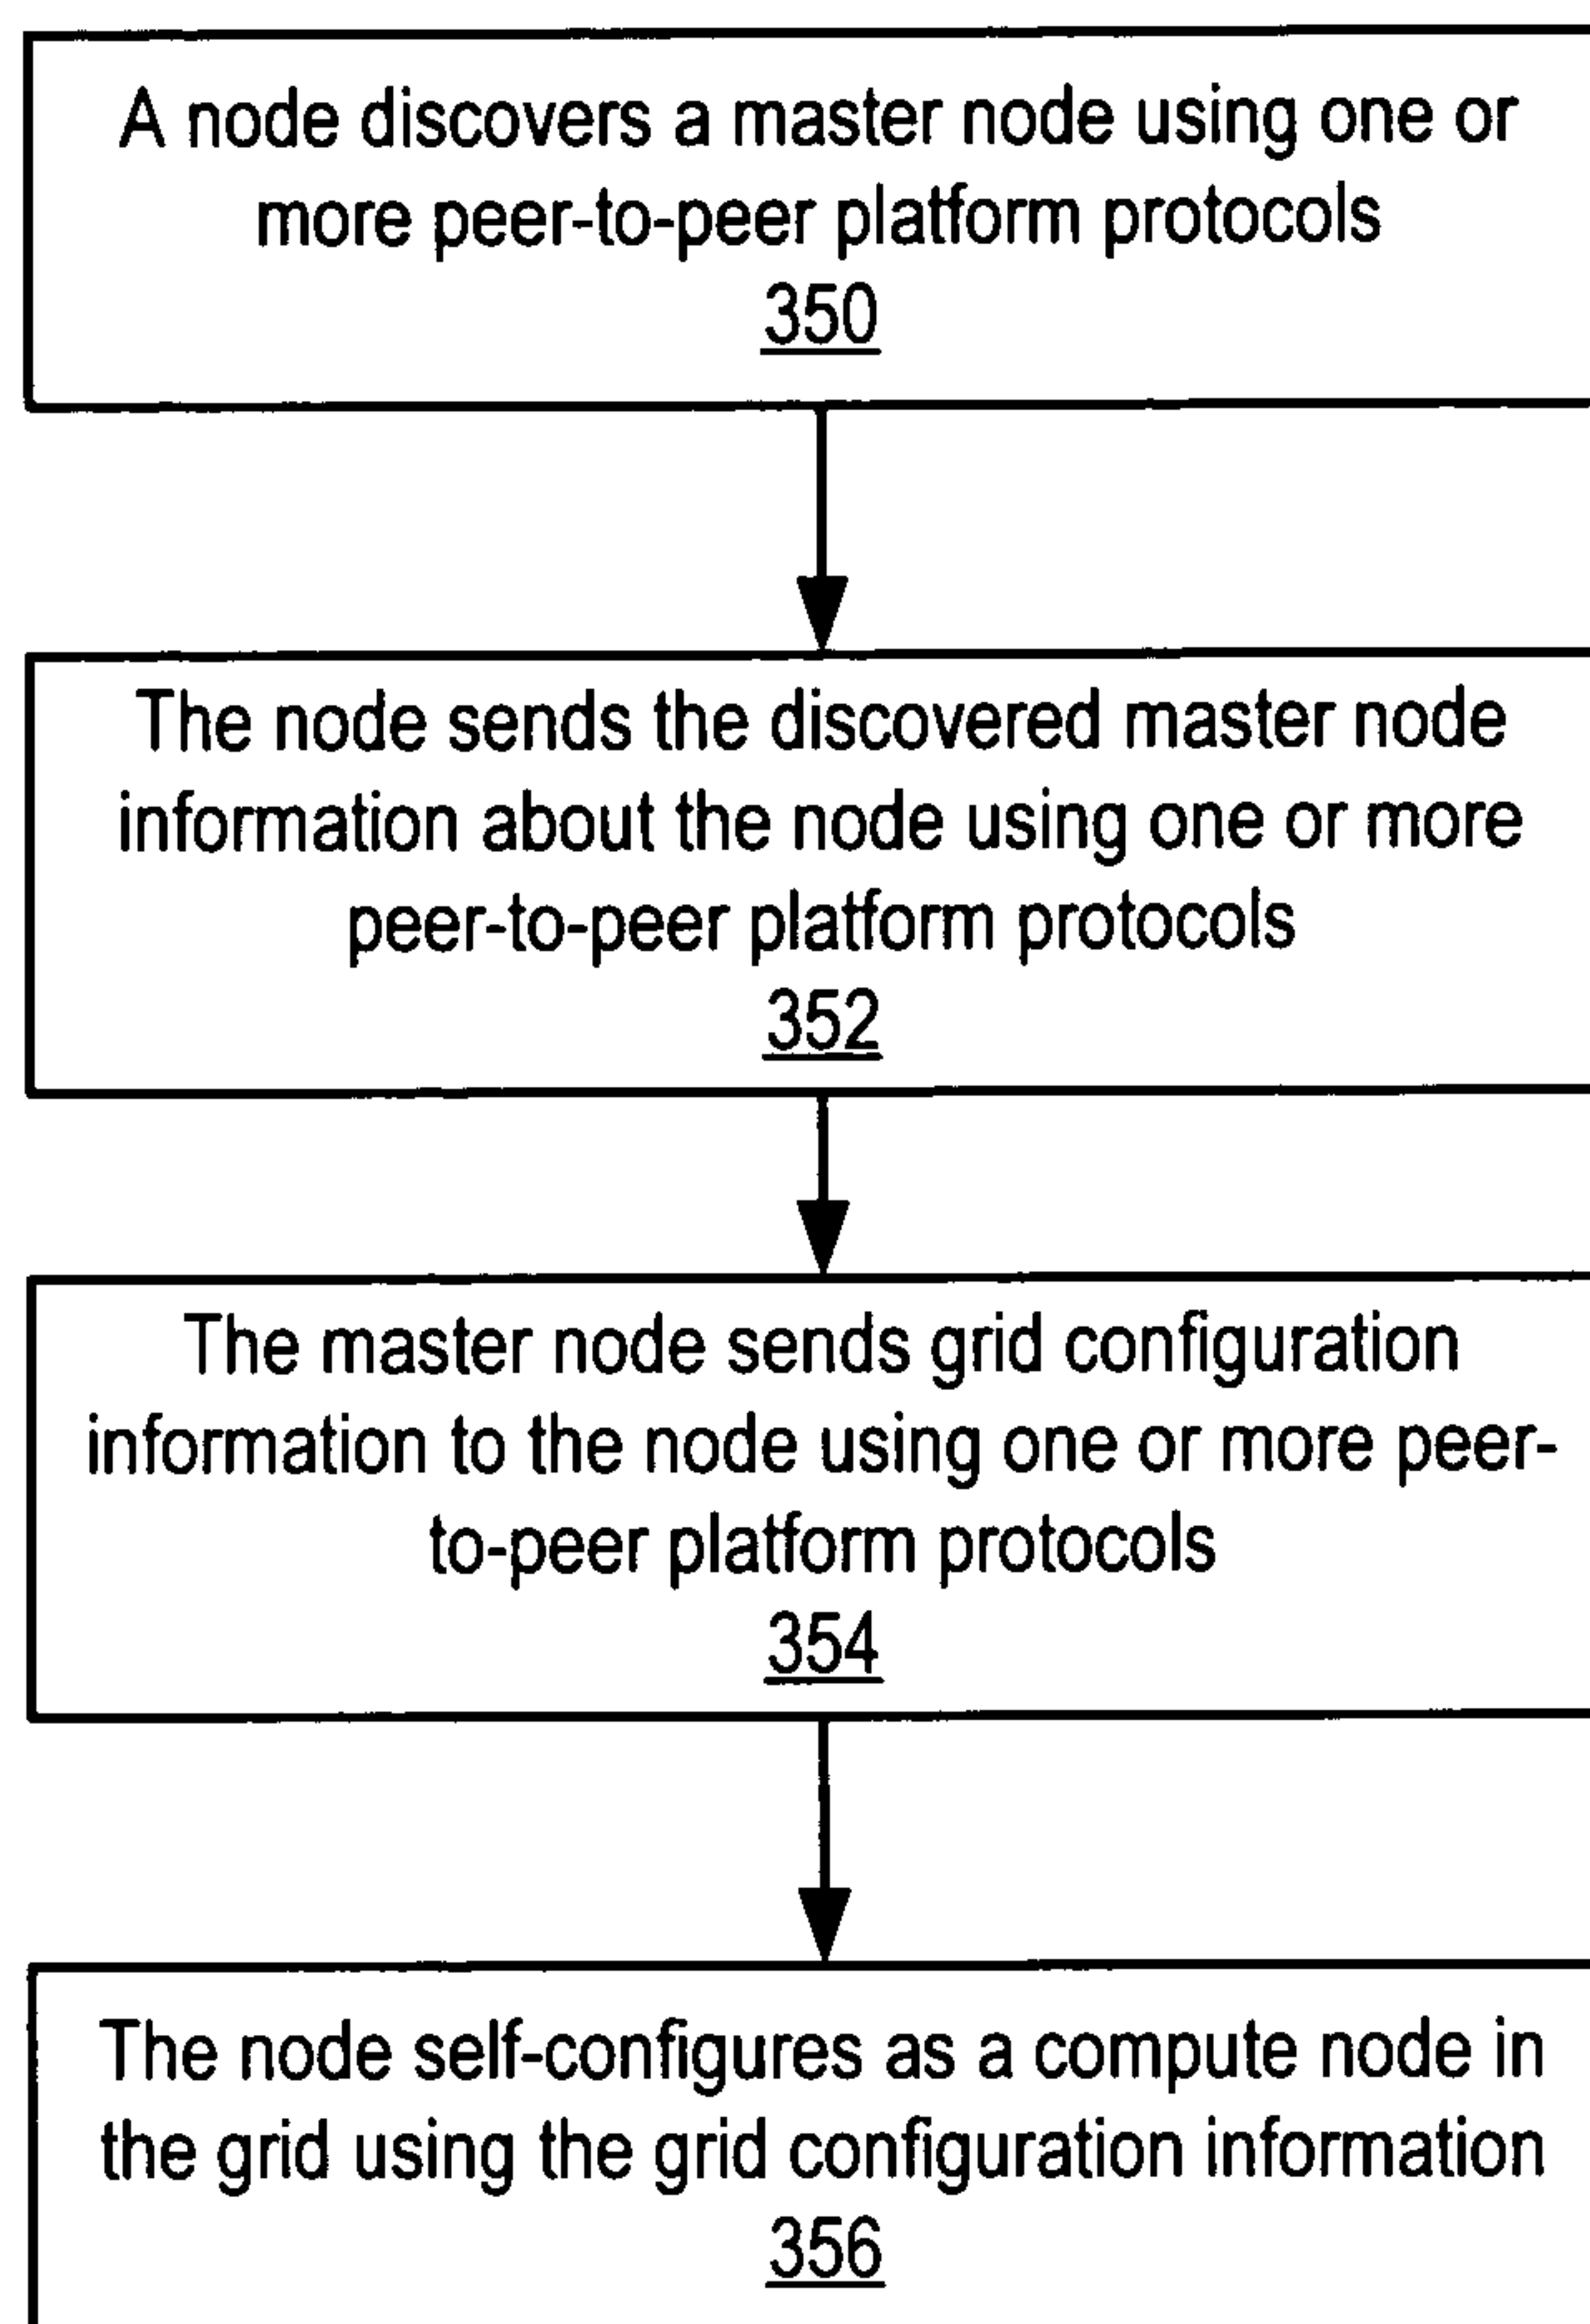 A node discovers a master node using one or
more peer-to-peer platform protocols
350
The node sends the discovered master node
information about the node using one or more
peer-to-peer platform protocols
352
The master node sends grid configuration
information to the node using one or more peer-
to-peer platform protocols
354
The node self-configures as a compute node in
the grid using the grid configuration information
356